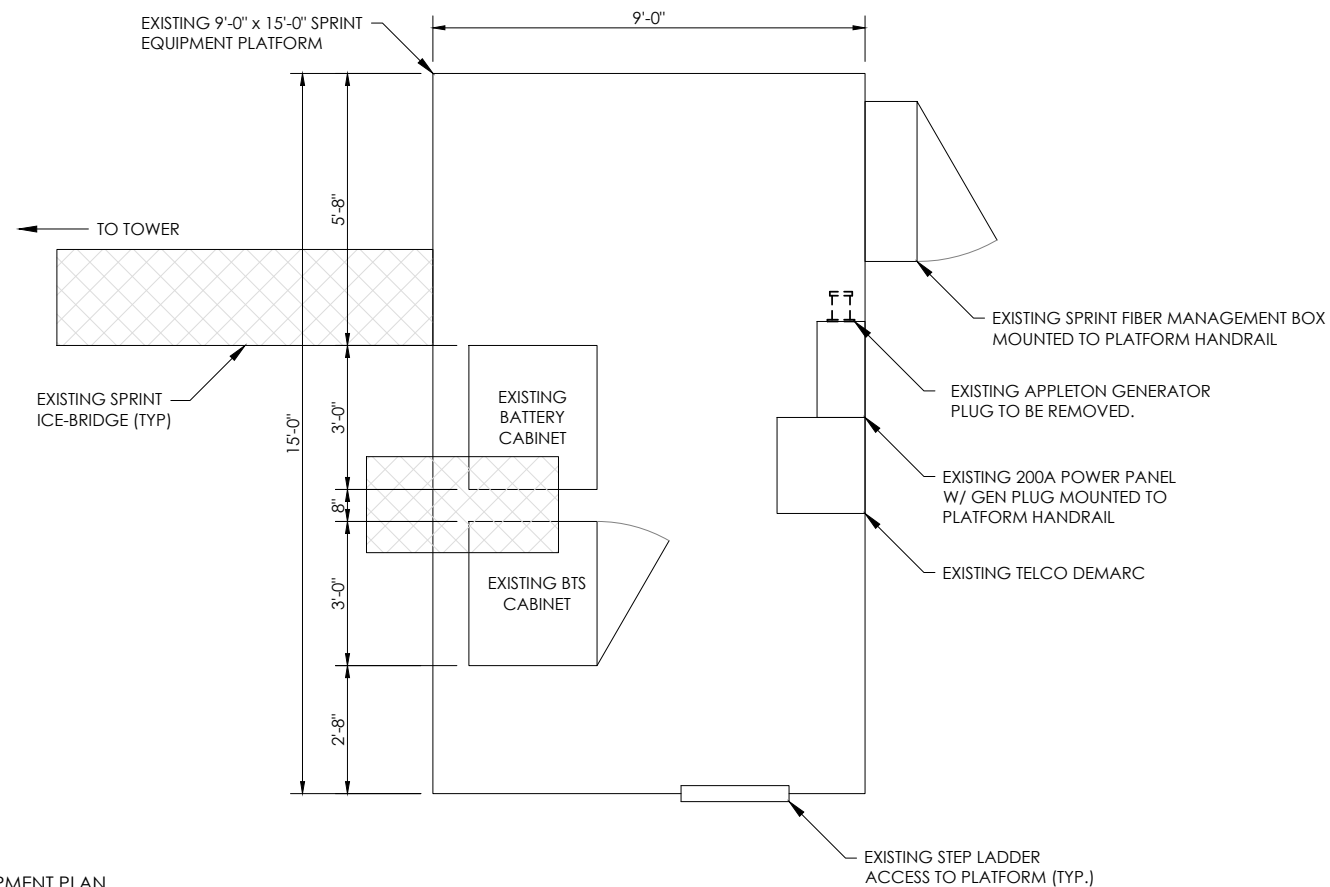 EXISTING 9'-0" x 15'-0" SPRINT
EQUIPMENT PLATFORM
9'-0"
5'-8"
TO TOWER
EXISTING SPRINT FIBER MANAGEMENT BOX
MOUNTED TO PLATFORM HANDRAIL
EXISTING SPRINT
ICE-BRIDGE (TYP)
15'-0"
3'-0"
EXISTING
BATTERY
CABINET
EXISTING APPLETON GENERATOR
PLUG TO BE REMOVED.
8"
EXISTING 200A POWER PANEL
W/ GEN PLUG MOUNTED TO
PLATFORM HANDRAIL
3'-0"
EXISTING BTS
CABINET
EXISTING TELCO DEMARC
2'-8"
EXISTING STEP LADDER
ACCESS TO PLATFORM (TYP.)
PMENT PLAN